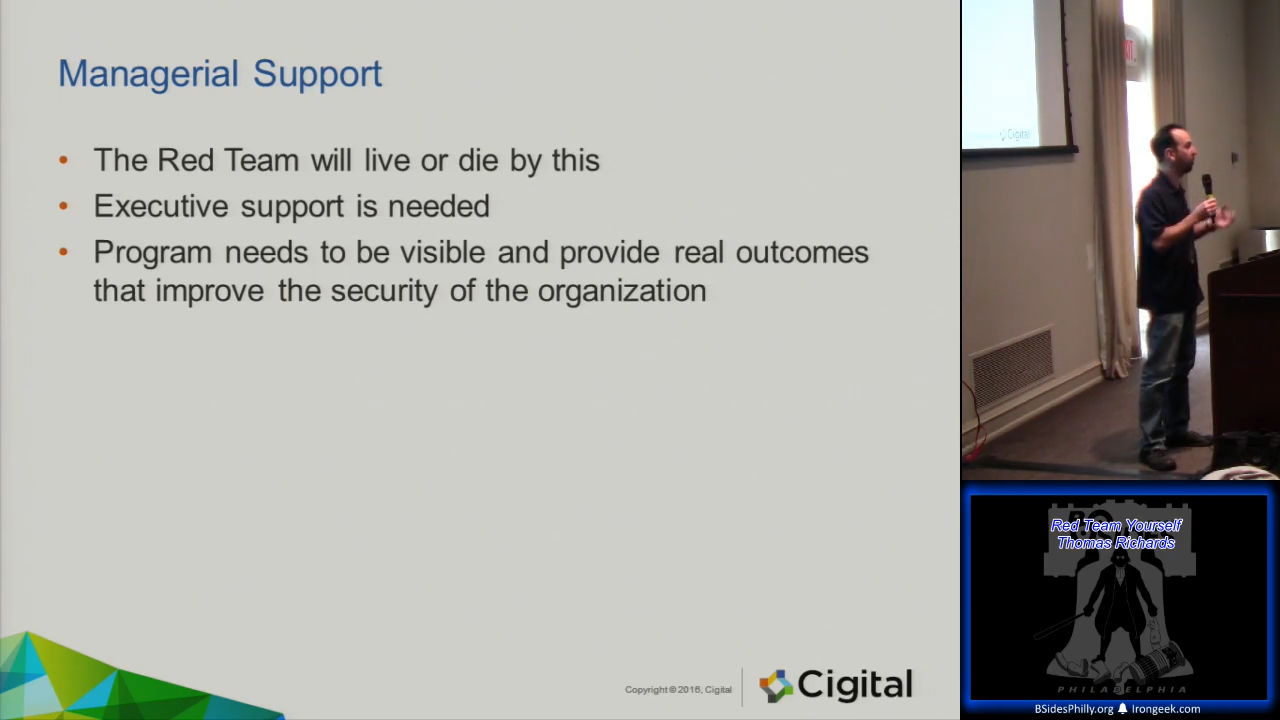 Managerial Support
• The Red Team will live or die by this
• Executive support is needed
• Program needs to be visible and provide real outcomes
that improve the security of the organization
Copyright © 2016, Cigital
Cigital
Cigital
Red Team Yourself
Thomas Richards
PHILADELPHIA
BSidesPhilly.org Irongeek.com